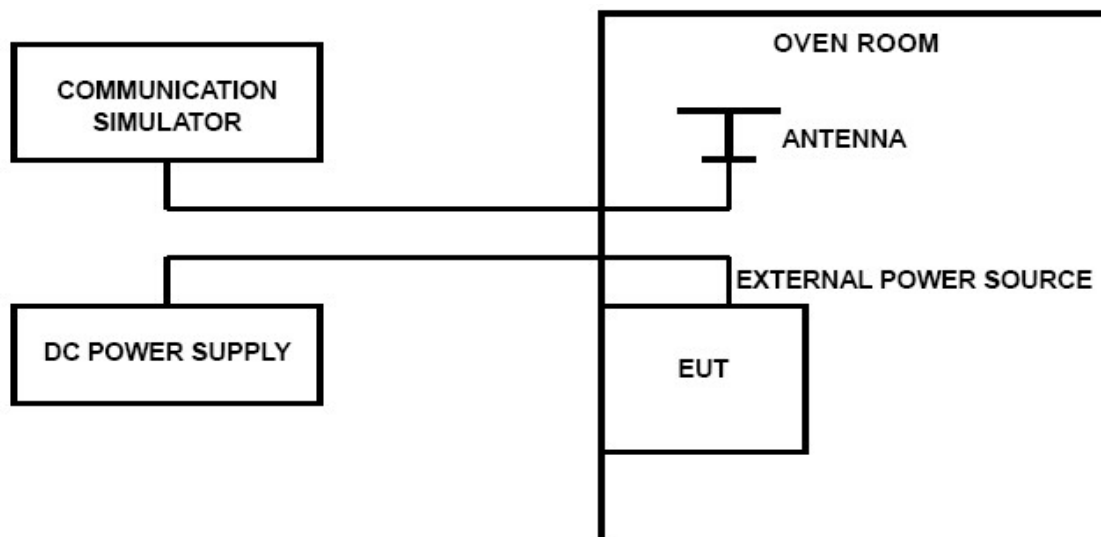 OVEN ROOM
COMMUNICATION
SIMULATOR
ANTENNA
EXTERNAL POWER SOURCE
DC POWER SUPPLY
EUT